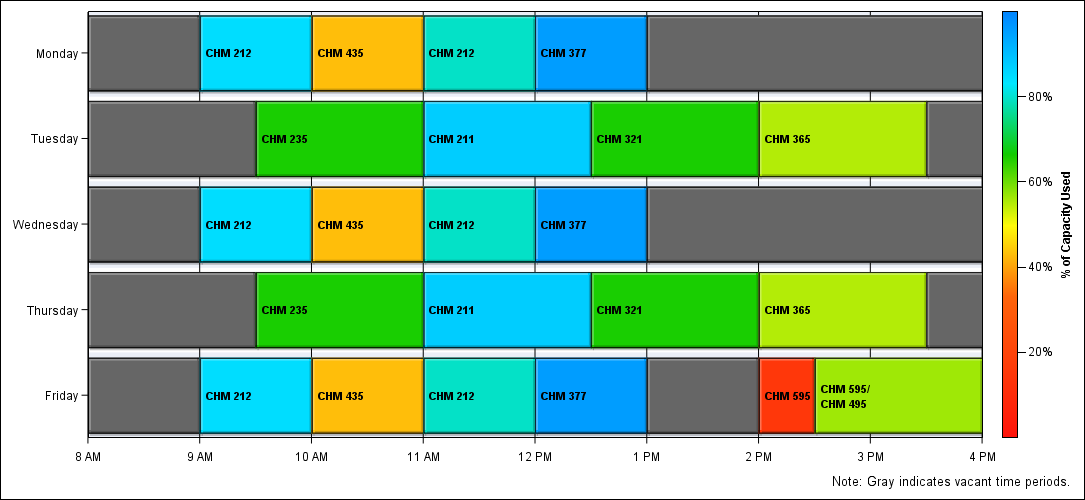 Monday
CHM 212
CHM 435
CHM 212
CHM 377
Tuesday
CHM 235
CHM 211
CHM 321
CHM 365
Wednesday
CHM 212
CHM 435
CHM 212
CHM 377
Thursday
CHM 235
CHM 211
CHM 321
CHM 365
Friday
CHM 212
CHM 435
CHM 212
CHM 377
CHM 595
CHM 595/
CHM 495
8 AM
9 AM
10 AM
11 AM
12 PM
1 PM
2 PM
3 PM
4 PM
80%
60%
40%
20%
% of Capacity Used
Note: Gray indicates vacant time periods.